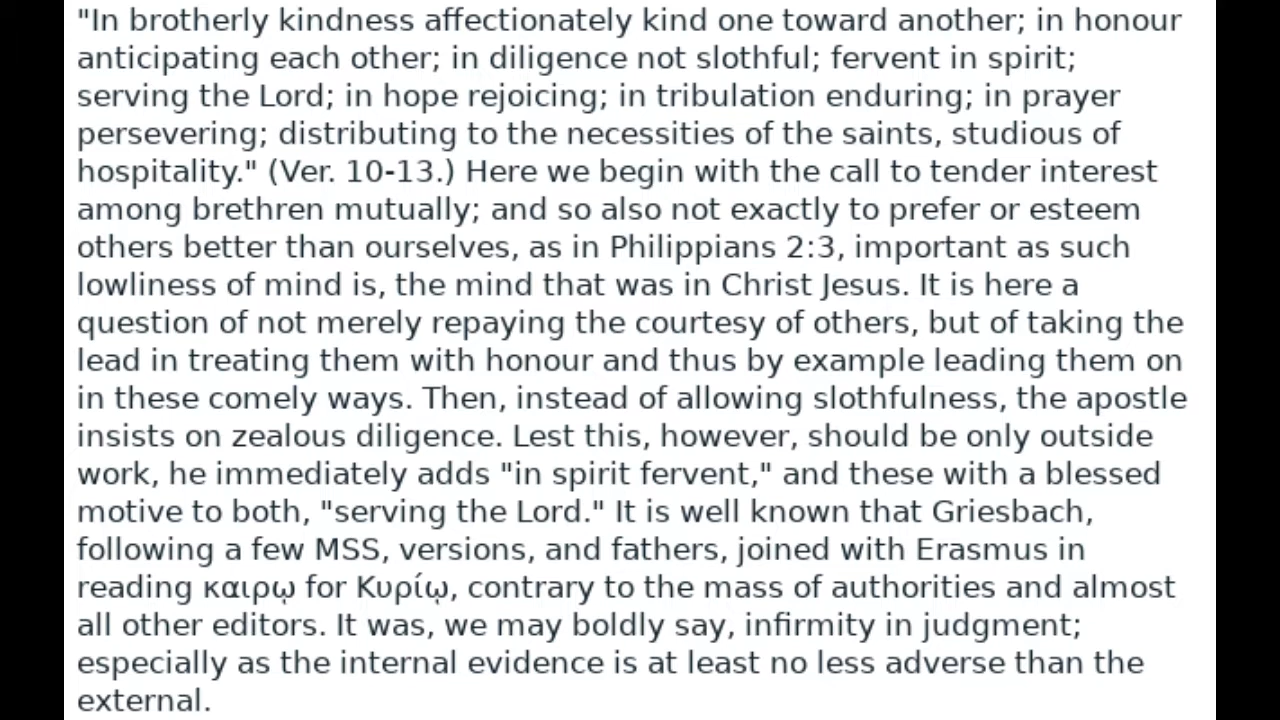 "In brotherly kindness affectionately kind one toward another; in honour
anticipating each other; in diligence not slothful; fervent in spirit;
serving the Lord; in hope rejoicing; in tribulation enduring; in prayer
persevering; distributing to the necessities of the saints, studious of
hospitality." (Ver. 10-13.) Here we begin with the call to tender interest
among brethren mutually; and so also not exactly to prefer or esteem
others better than ourselves, as in Philippians 2:3, important as such
lowliness of mind is, the mind that was in Christ Jesus. It is here a
question of not merely repaying the courtesy of others, but of taking the
lead in treating them with honour and thus by example leading them on
in these comely ways. Then, instead of allowing slothfulness, the apostle
insists on zealous diligence. Lest this, however, should be only outside
work, he immediately adds "in spirit fervent," and these with a blessed
motive to both, "serving the Lord." It is well known that Griesbach,
following a few MSS, versions, and fathers, joined with Erasmus in
reading καιρῳ for Κυρίῳ, contrary to the mass of authorities and almost
all other editors. It was, we may boldly say, infirmity in judgment;
especially as the internal evidence is at least no less adverse than the
external.